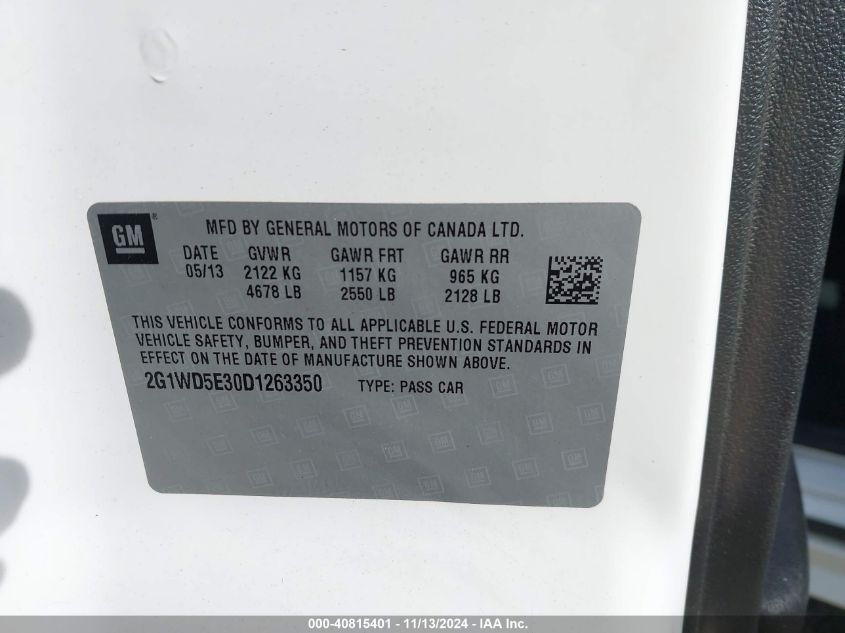 GM ®
MFD BY GENERAL MOTORS OF CANADA LTD.
DATE GVWR GAWR FRT GAWR RR
05/13 2122 KG 1157 KG 965 KG
4678 LB 2550 LB 2128 LB
THIS VEHICLE CONFORMS TO ALL APPLICABLE U.S. FEDERAL MOTOR
VEHICLE SAFETY, BUMPER, AND THEFT PREVENTION STANDARDS IN
EFFECT ON THE DATE OF MANUFACTURE SHOWN ABOVE.
2G1WD5E30D1263350 TYPE: PASS CAR
000-40815401 - 11/13/2024 - IAA Inc.